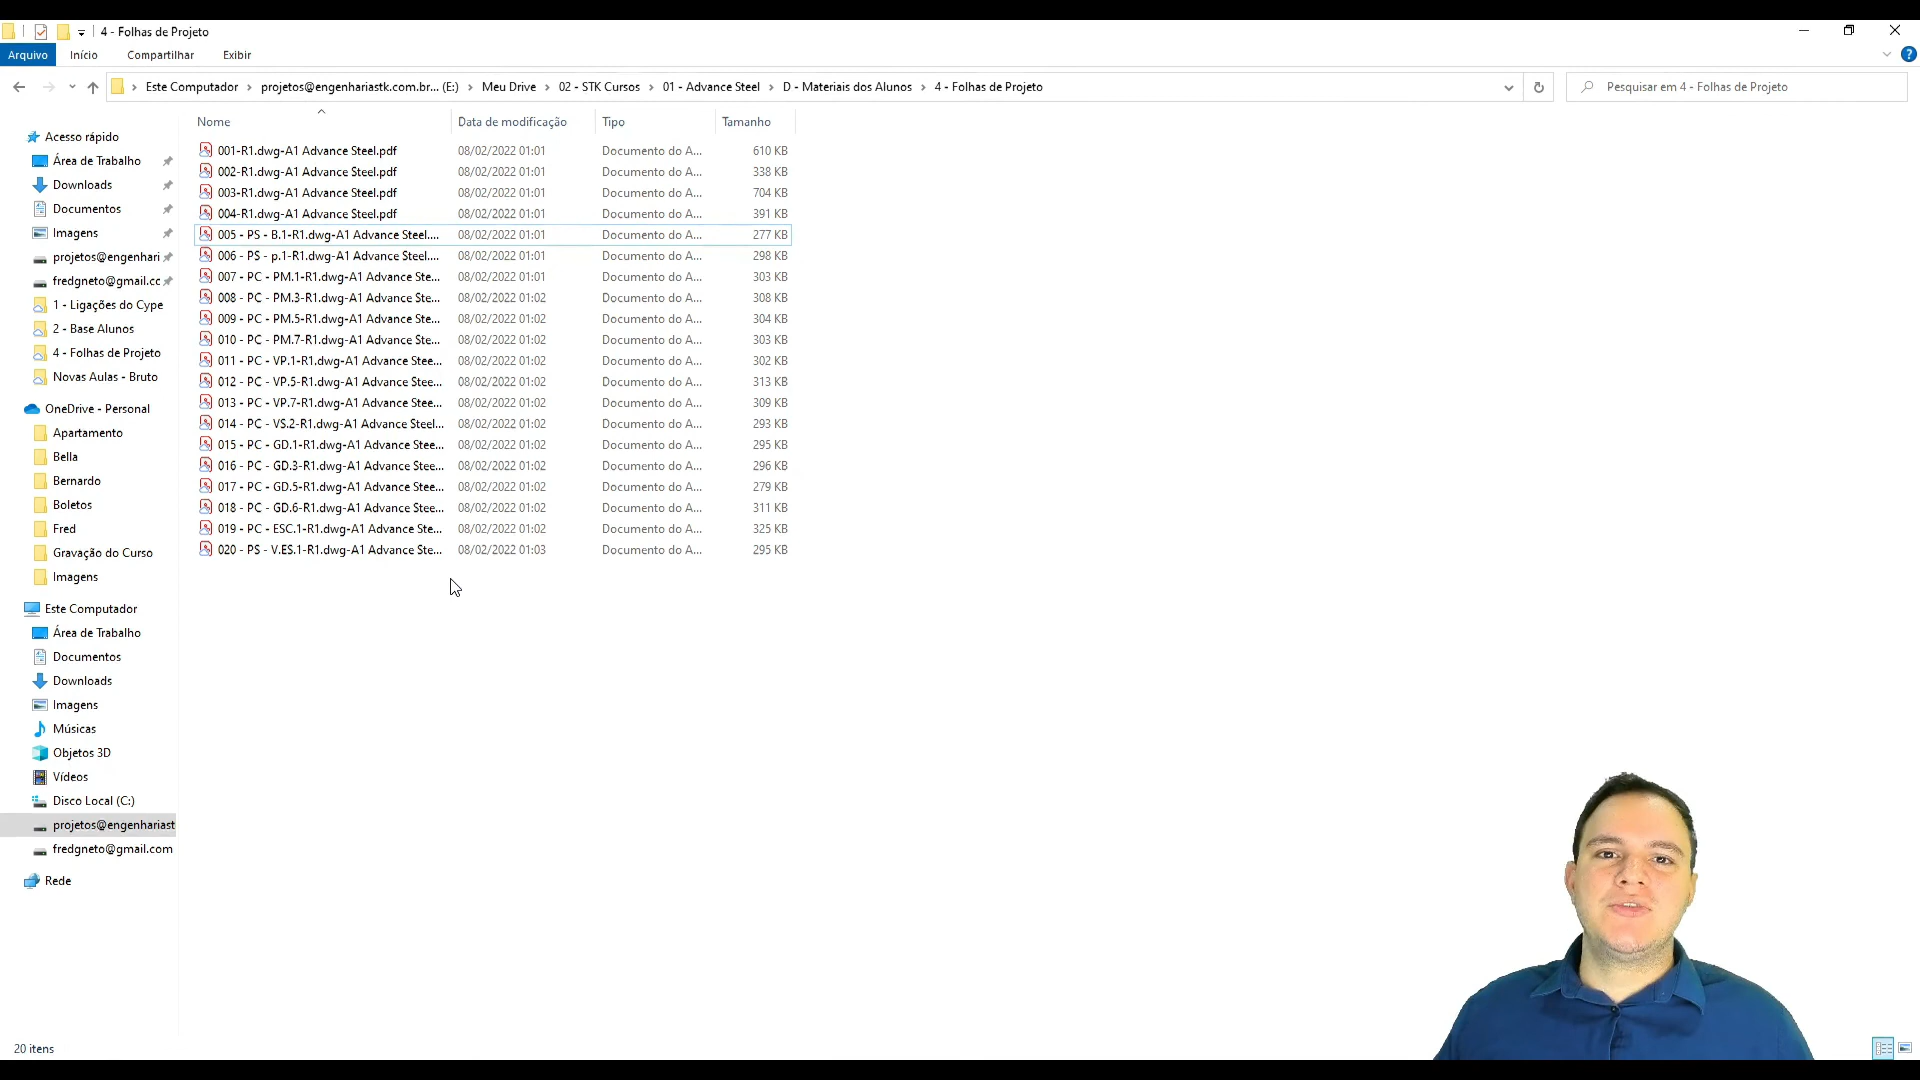 4 - Folhas de Projeto
Arquivo Início Compartilhar Exibir
Este Computador projetos@engenhariastk.com.br... (E:) Meu Drive 02 - STK Cursos 01 - Advance Steel D - Materiais dos Alunos 4 - Folhas de Projeto
Pesquisar em 4 - Folhas de Projeto
Acesso rápido
Área de Trabalho
Downloads
Documentos
Imagens
projetos@engenhari
fredgneto@gmail.cc
1 - Ligações do Cype
2 - Base Alunos
4 - Folhas de Projeto
Novas Aulas - Bruto
OneDrive - Personal
Apartamento
Bella
Bernardo
Boletos
Fred
Gravação do Curso
Imagens
Este Computador
Área de Trabalho
Documentos
Downloads
Imagens
Músicas
Objetos 3D
Vídeos
Disco Local (C:)
projetos@engenhariast
fredgneto@gmail.com
Rede
Nome Data de modificação Tipo Tamanho
001-R1.dwg-A1 Advance Steel.pdf 08/02/2022 01:01 Documento do A... 610 KB
002-R1.dwg-A1 Advance Steel.pdf 08/02/2022 01:01 Documento do A... 338 KB
003-R1.dwg-A1 Advance Steel.pdf 08/02/2022 01:01 Documento do A... 704 KB
004-R1.dwg-A1 Advance Steel.pdf 08/02/2022 01:01 Documento do A... 391 KB
005 - PS - B.1-R1.dwg-A1 Advance Steel.... 08/02/2022 01:01 Documento do A... 277 KB
006 - PS - p.1-R1.dwg-A1 Advance Steel.... 08/02/2022 01:01 Documento do A... 298 KB
007 - PC - PM.1-R1.dwg-A1 Advance Ste... 08/02/2022 01:01 Documento do A... 303 KB
008 - PC - PM.3-R1.dwg-A1 Advance Ste... 08/02/2022 01:02 Documento do A... 308 KB
009 - PC - PM.5-R1.dwg-A1 Advance Ste... 08/02/2022 01:02 Documento do A... 304 KB
010 - PC - PM.7-R1.dwg-A1 Advance Ste... 08/02/2022 01:02 Documento do A... 303 KB
011 - PC - VP.1-R1.dwg-A1 Advance Stee... 08/02/2022 01:02 Documento do A... 302 KB
012 - PC - VP.5-R1.dwg-A1 Advance Stee... 08/02/2022 01:02 Documento do A... 313 KB
013 - PC - VP.7-R1.dwg-A1 Advance Stee... 08/02/2022 01:02 Documento do A... 309 KB
014 - PC - VS.2-R1.dwg-A1 Advance Steel... 08/02/2022 01:02 Documento do A... 293 KB
015 - PC - GD.1-R1.dwg-A1 Advance Stee... 08/02/2022 01:02 Documento do A... 295 KB
016 - PC - GD.3-R1.dwg-A1 Advance Stee... 08/02/2022 01:02 Documento do A... 296 KB
017 - PC - GD.5-R1.dwg-A1 Advance Stee... 08/02/2022 01:02 Documento do A... 279 KB
018 - PC - GD.6-R1.dwg-A1 Advance Stee... 08/02/2022 01:02 Documento do A... 311 KB
019 - PC - ESC.1-R1.dwg-A1 Advance Ste... 08/02/2022 01:02 Documento do A... 325 KB
020 - PS - V.ES.1-R1.dwg-A1 Advance Ste... 08/02/2022 01:03 Documento do A... 295 KB
20 itens